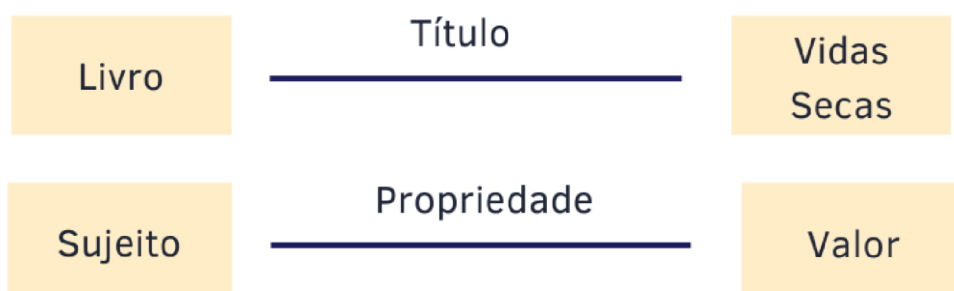 Título
Livro
Vidas
Secas
Propriedade
Sujeito
Valor